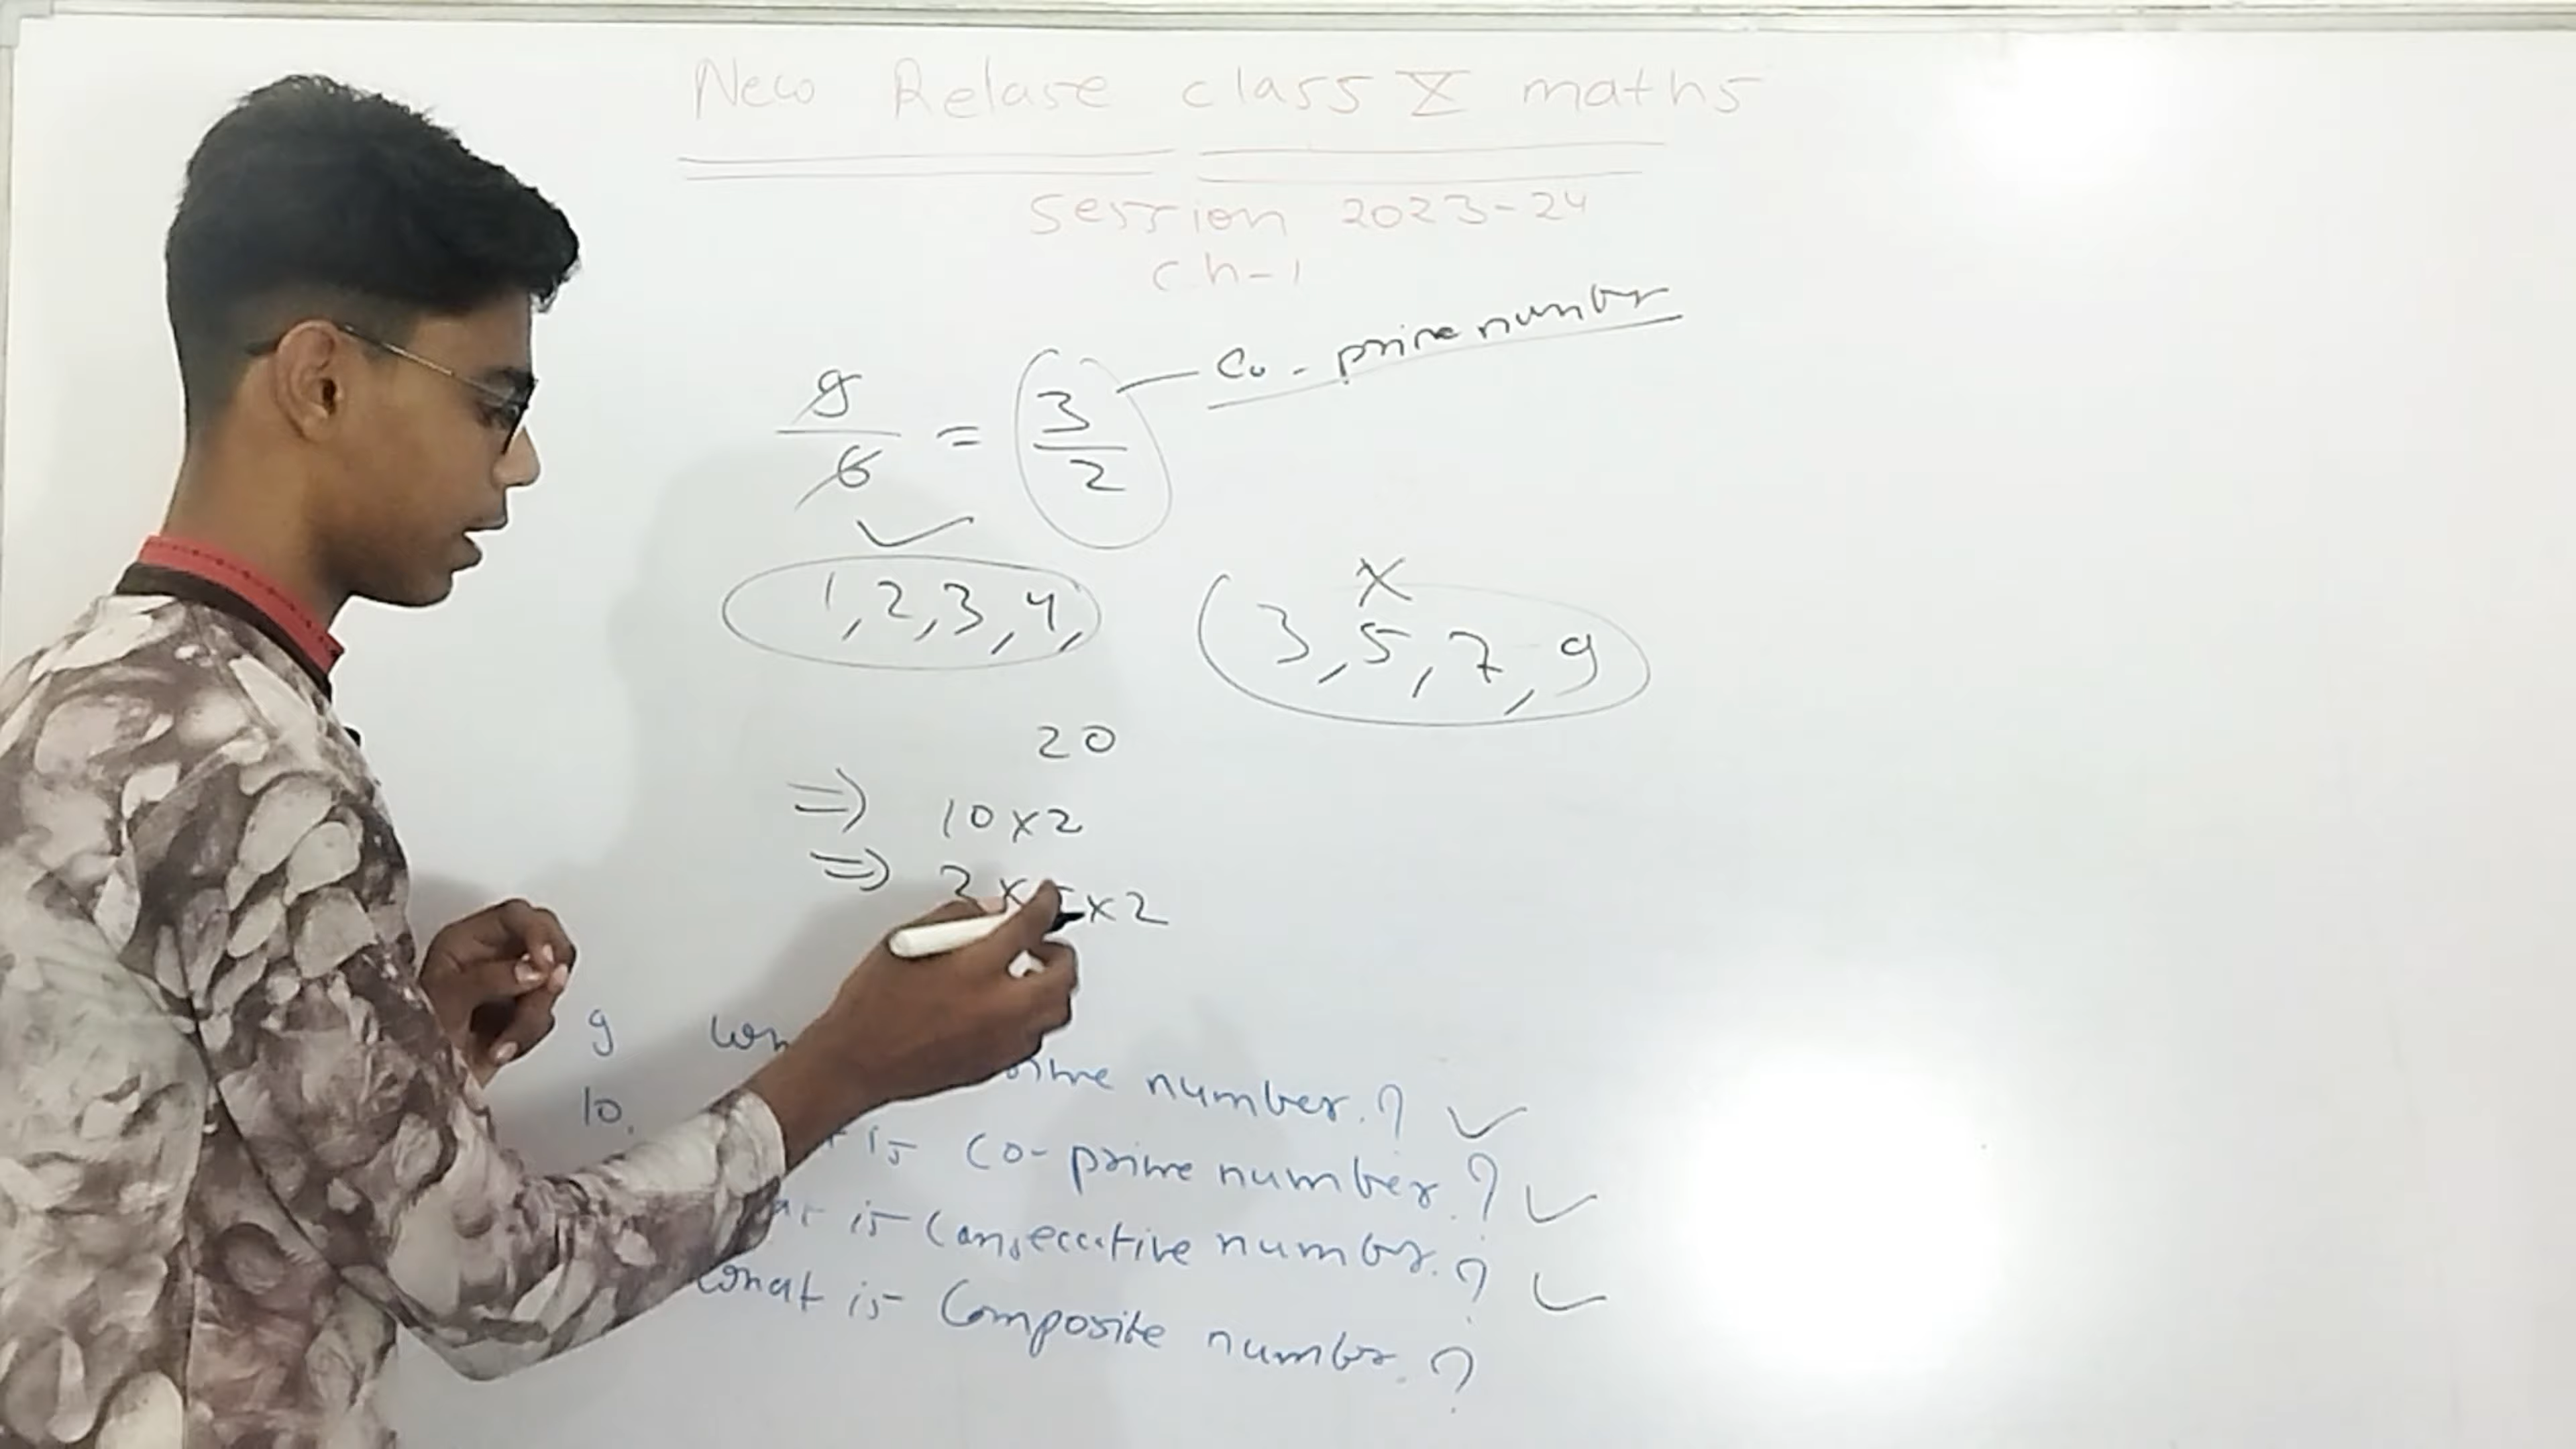 New Relase class X maths
Session 2023-24
Ch-1
9/6 = 3/2 Co-prime number
✓
1,2,3,4, X 3,5,7,9
20
⇒ 10×2
⇒ 2× ×2
9
number.? ✓
10.
is Co-prime number.? ✓
is Consecutive number.? ✓
What is Composite number.?